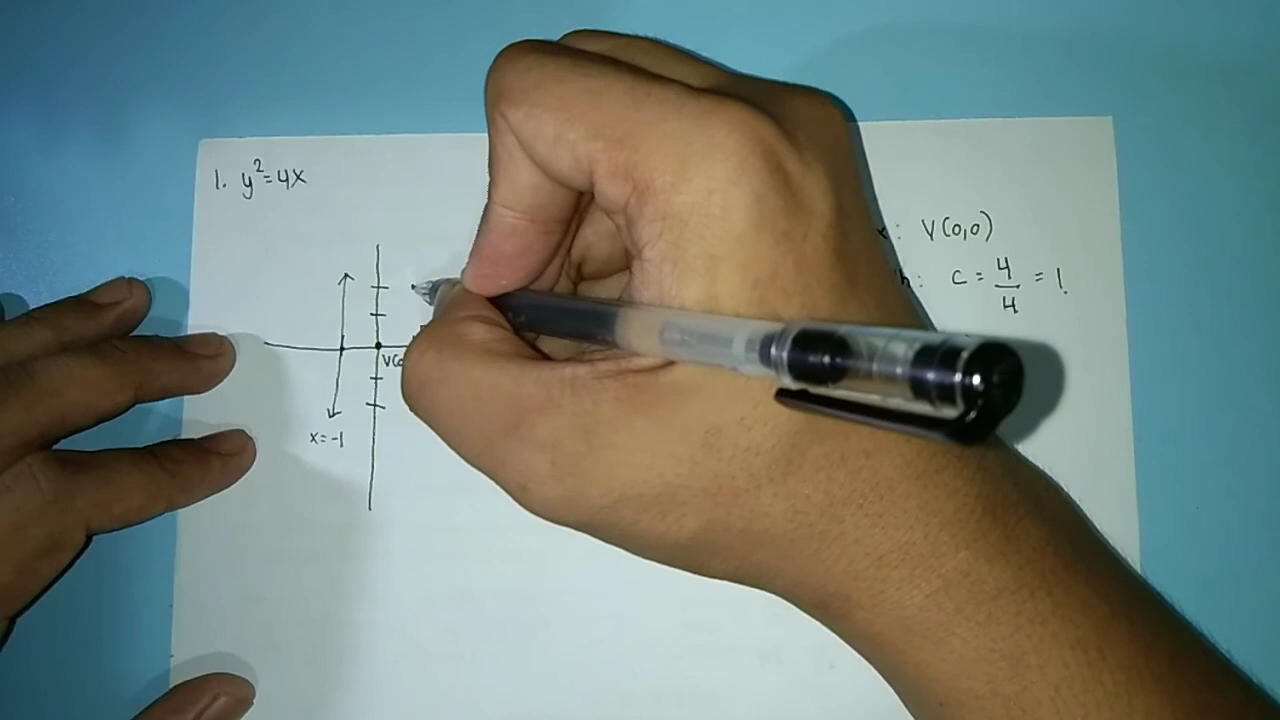 1. y²=4x
V(0,0)
c = 4/4 = 1.
x=-1